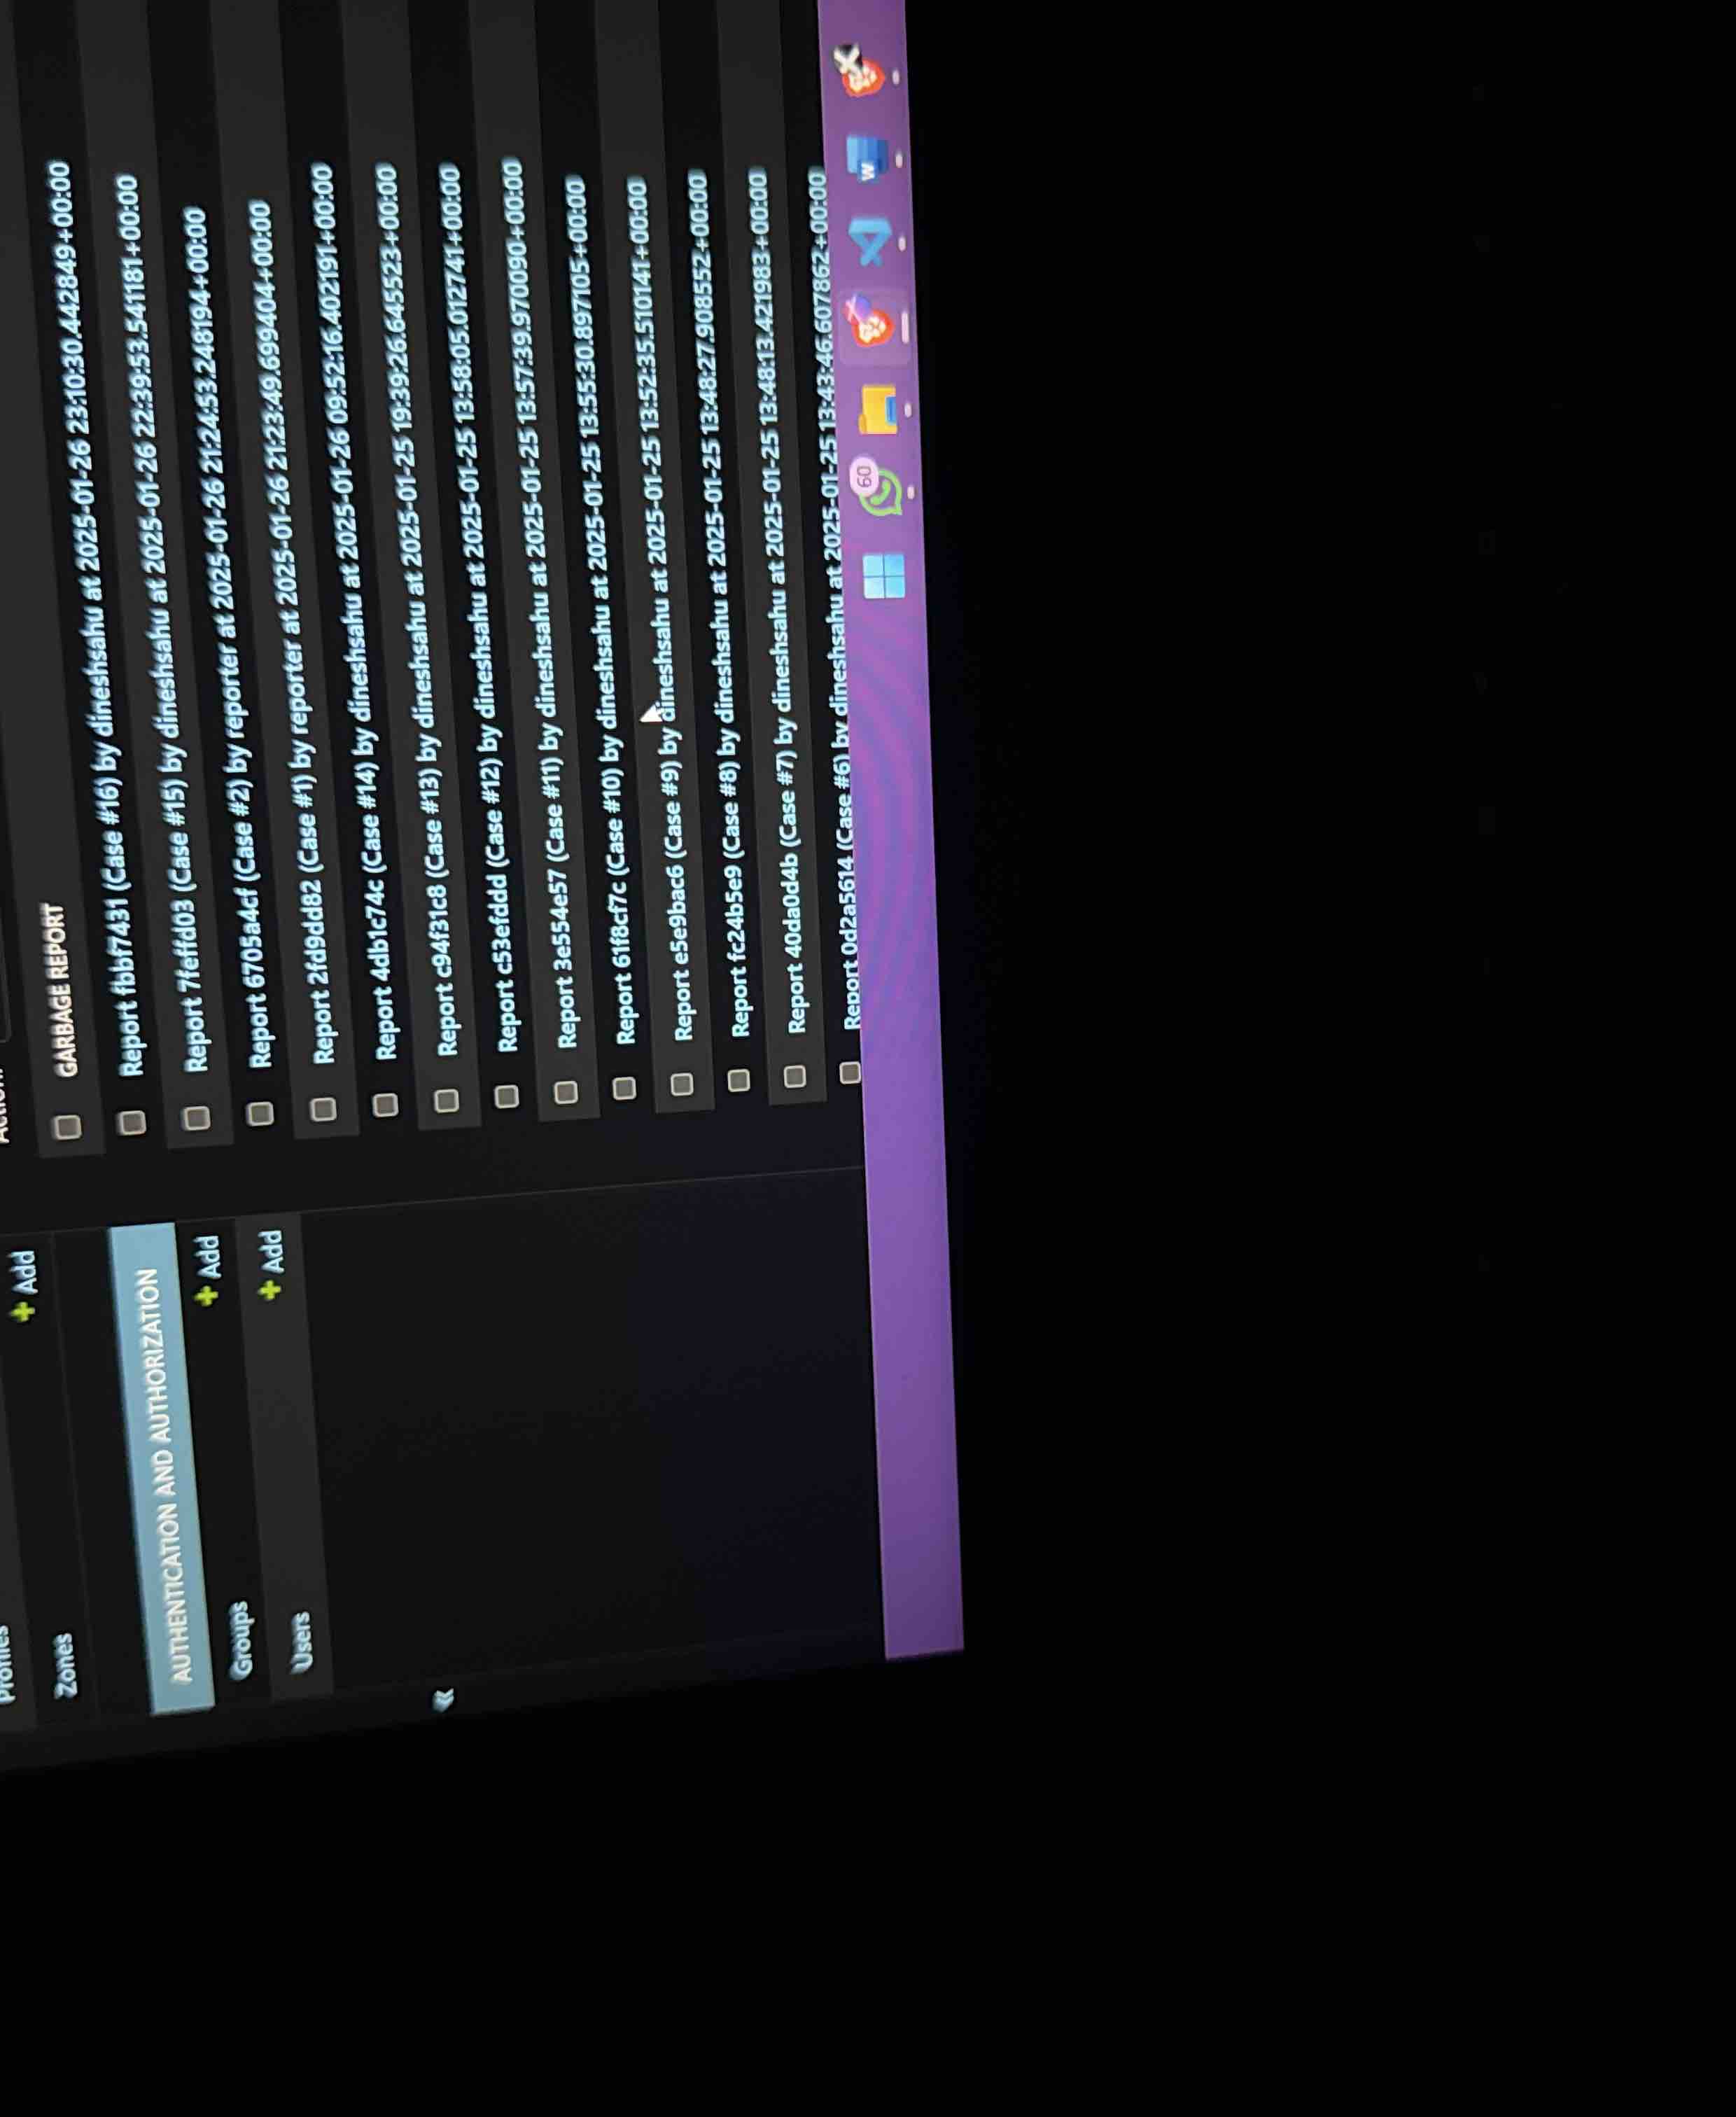 Profiles
+ Add
Zones
AUTHENTICATION AND AUTHORIZATION
+ Add
Groups
+ Add
Users
«
Action:
GARBAGE REPORT
Report fbbf7431 (Case #16) by dineshsahu at 2025-01-26 23:10:30.442849+00:00
Report 7feffd03 (Case #15) by dineshsahu at 2025-01-26 22:39:53.541181+00:00
Report 6705a4cf (Case #2) by reporter at 2025-01-26 21:24:53.248194+00:00
Report 2fd9dd82 (Case #1) by reporter at 2025-01-26 21:23:49.699404+00:00
Report 4db1c74c (Case #14) by dineshsahu at 2025-01-26 09:52:16.402191+00:00
Report c94f31c8 (Case #13) by dineshsahu at 2025-01-25 19:39:26.645523+00:00
Report c53efddd (Case #12) by dineshsahu at 2025-01-25 13:58:05.012741+00:00
Report 3e554e57 (Case #11) by dineshsahu at 2025-01-25 13:57:39.970090+00:00
Report 61f8cf7c (Case #10) by dineshsahu at 2025-01-25 13:55:30.897105+00:00
Report e5e9bac6 (Case #9) by dineshsahu at 2025-01-25 13:52:35.510141+00:00
Report fc24b5e9 (Case #8) by dineshsahu at 2025-01-25 13:48:27.908552+00:00
Report 40da0d4b (Case #7) by dineshsahu at 2025-01-25 13:48:13.421983+00:00
Report 0d2a5614 (Case #6) by dineshsahu at 2025-01-25 13:43:46.607862+00:00
60
W